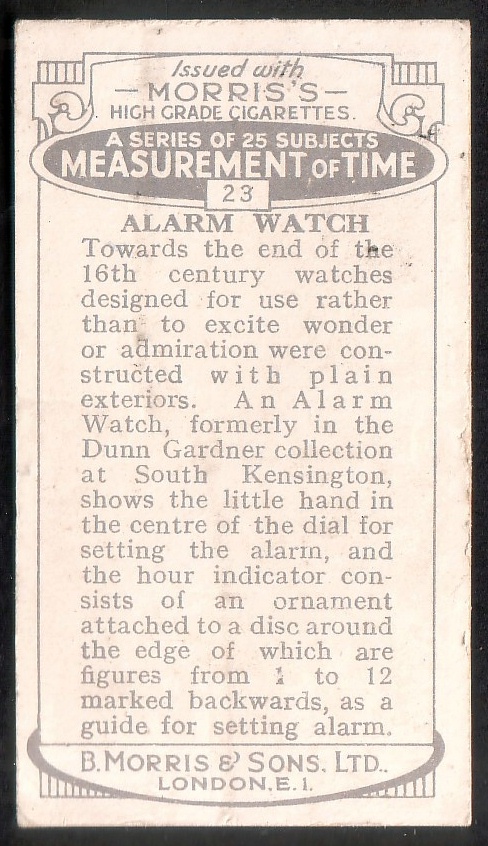 Issued with
— MORRIS'S —
HIGH GRADE CIGARETTES.
A SERIES OF 25 SUBJECTS
MEASUREMENT OF TIME
23
ALARM WATCH
Towards the end of the
16th century watches
designed for use rather
than to excite wonder
or admiration were con-
structed with plain
exteriors. An Alarm
Watch, formerly in the
Dunn Gardner collection
at South Kensington,
shows the little hand in
the centre of the dial for
setting the alarm, and
the hour indicator con-
sists of an ornament
attached to a disc around
the edge of which are
figures from to 12
marked backwards, as a
guide for setting alarm.
B. MORRIS & SONS, LTD.,
LONDON. E.1.